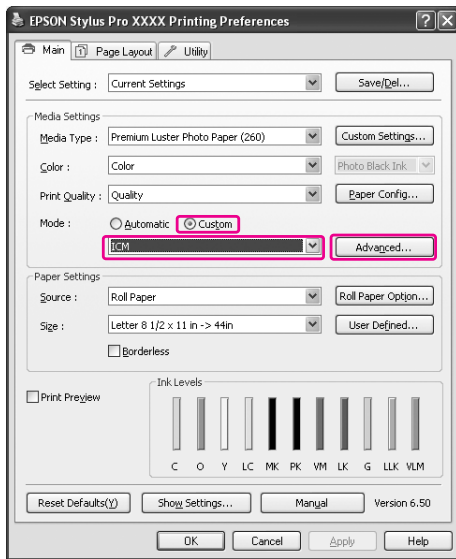 EPSON Stylus Pro XXXX Printing Preferences
Main Page Layout Utility
Select Setting : Current Settings Save/Del...
Media Settings
Media Type : Premium Luster Photo Paper (260) Custom Settings...
Color : Color Photo Black Ink
Print Quality : Quality Paper Config...
Mode : Automatic Custom
ICM Advanced...
Paper Settings
Source : Roll Paper Roll Paper Option...
Size : Letter 8 1/2 x 11 in -> 44in User Defined...
Borderless
Print Preview
Ink Levels
C O Y LC MK PK VM LK G LLK VLM
Reset Defaults(Y) Show Settings... Manual Version 6.50
OK Cancel Apply Help